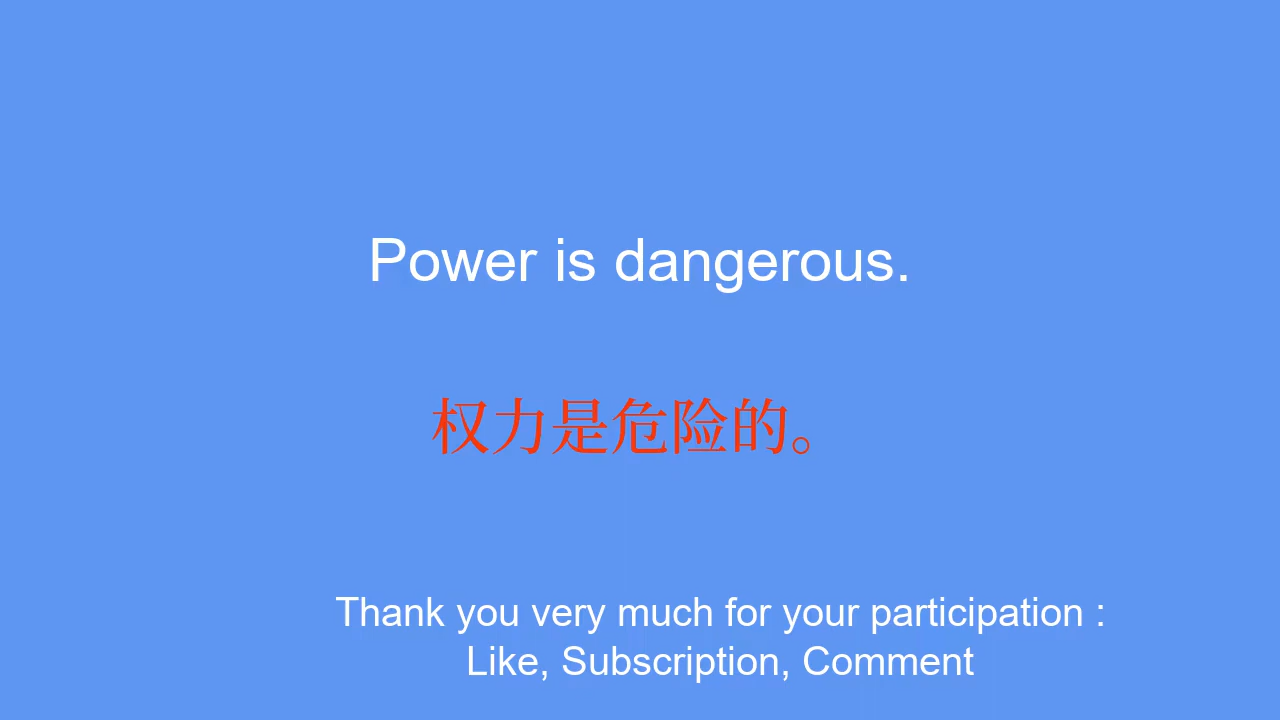 Power is dangerous.
权力是危险的。
Thank you very much for your participation :
Like, Subscription, Comment